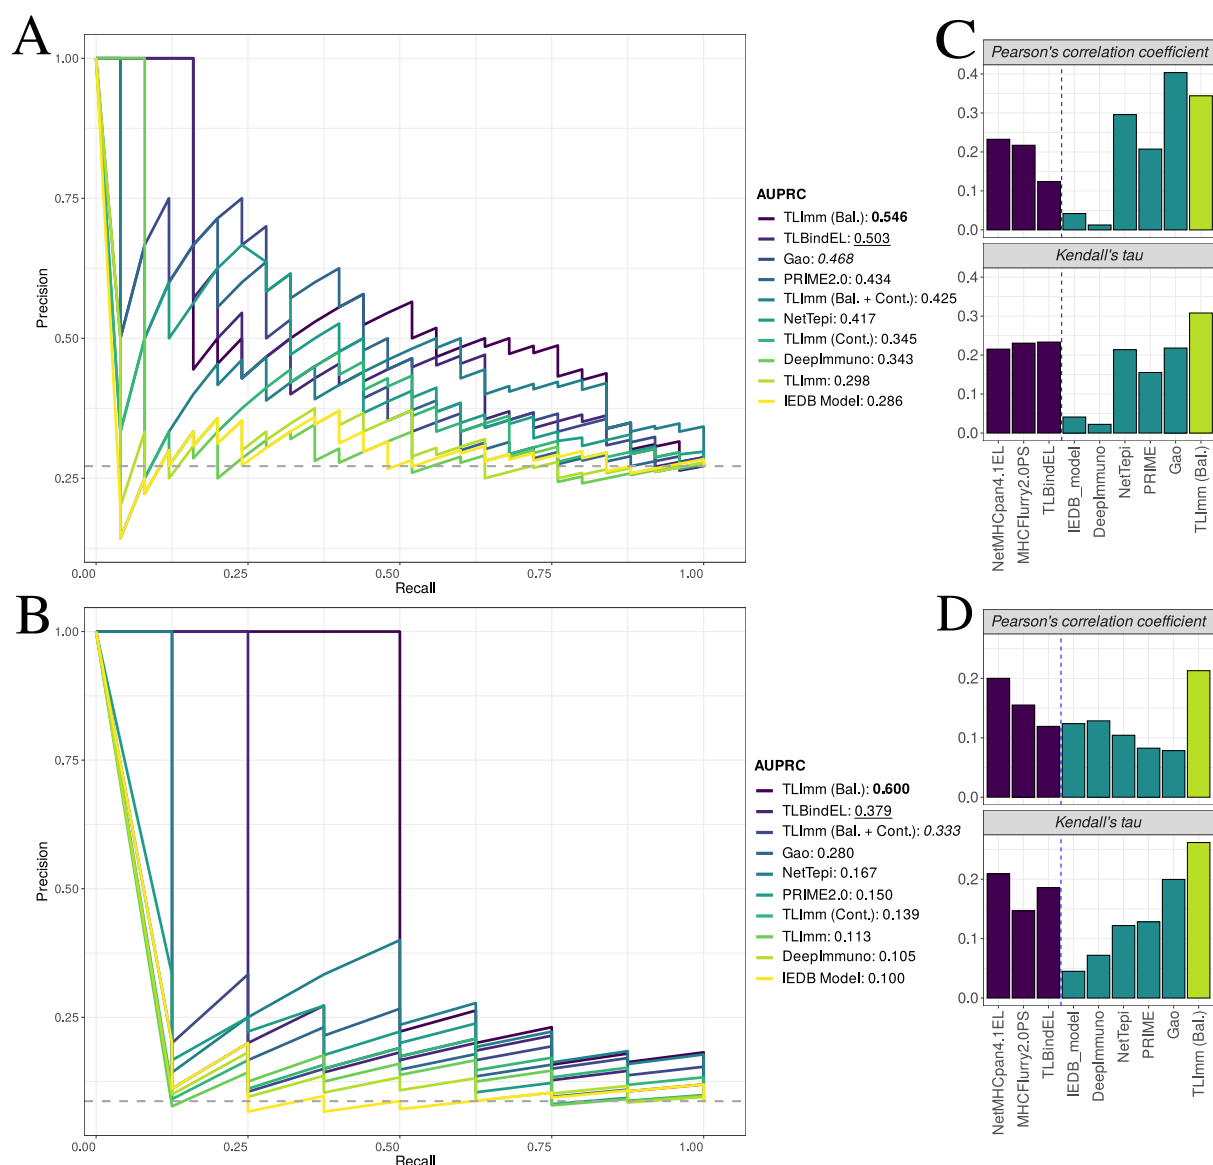 A
1.00
0.75
0.50
0.25
Precision
0.00
0.25
0.50
0.75
1.00
Recall
AUPRC
TLImm (Bal.): 0.546
TLBindEL: 0.503
Gao: 0.468
PRIME2.0: 0.434
TLImm (Bal. + Cont.): 0.425
NetTepi: 0.417
TLImm (Cont.): 0.345
DeepImmuno: 0.343
TLImm: 0.298
IEDB Model: 0.286
C
Pearson's correlation coefficient
0.4
0.3
0.2
0.1
0.0
Kendall's tau
0.4
0.3
0.2
0.1
0.0
NetMHCpan4.1EL
MHCFlurry2.0PS
TLBindEL
IEDB_model
DeepImmuno
NetTepi
PRIME
Gao
TLImm (Bal.)
B
1.00
0.75
0.50
0.25
Precision
0.00
0.25
0.50
0.75
1.00
Recall
AUPRC
TLImm (Bal.): 0.600
TLBindEL: 0.379
TLImm (Bal. + Cont.): 0.333
Gao: 0.280
NetTepi: 0.167
PRIME2.0: 0.150
TLImm (Cont.): 0.139
TLImm: 0.113
DeepImmuno: 0.105
IEDB Model: 0.100
D
Pearson's correlation coefficient
0.2
0.1
0.0
Kendall's tau
0.2
0.1
0.0
NetMHCpan4.1EL
MHCFlurry2.0PS
TLBindEL
IEDB_model
DeepImmuno
NetTepi
PRIME
Gao
TLImm (Bal.)